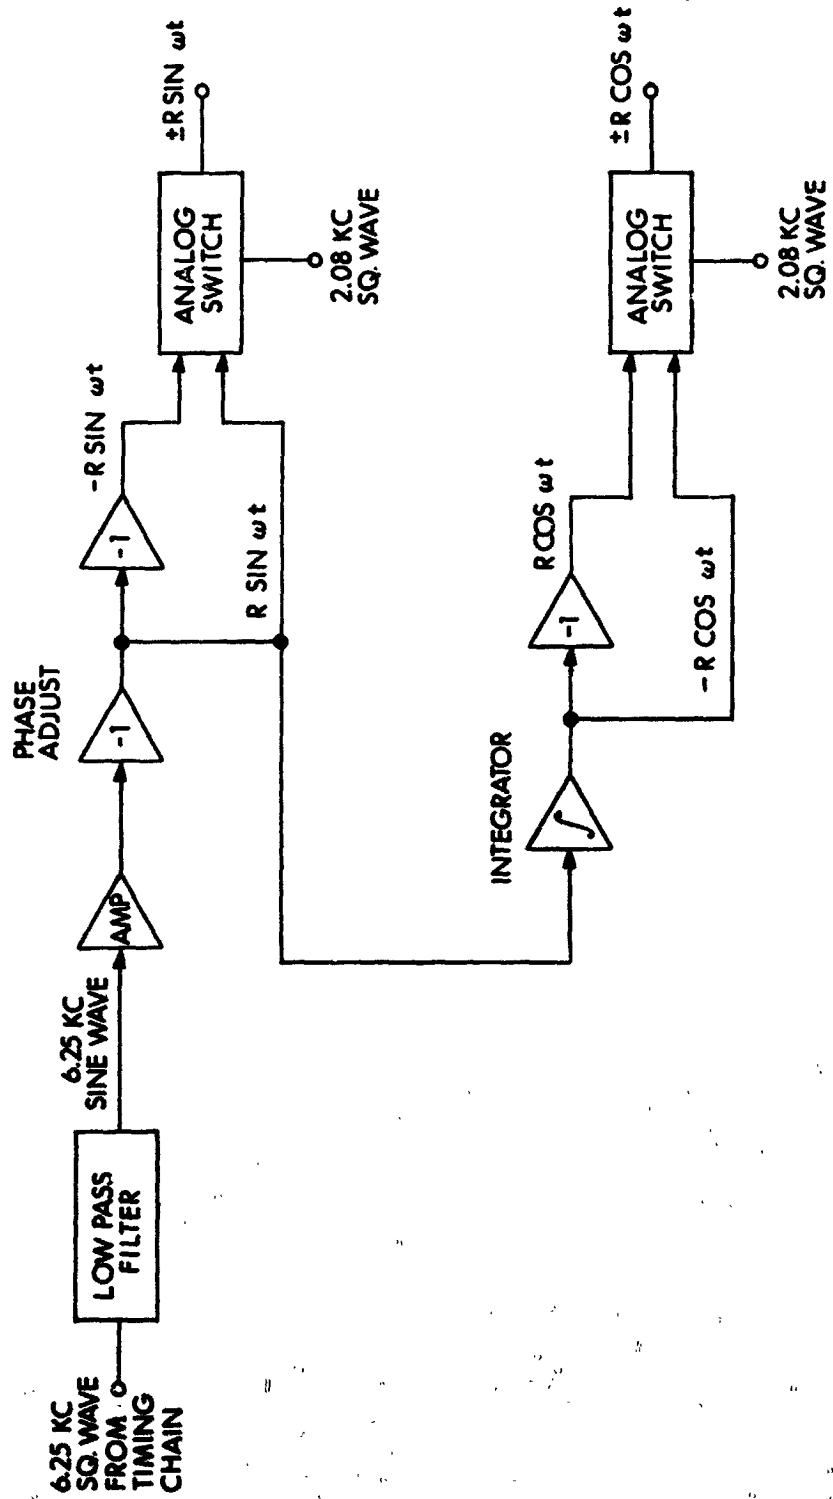 6.25 KC
SQ. WAVE
FROM
TIMING
CHAIN
LOW PASS
FILTER
6.25 KC
SINE WAVE
AMP
PHASE
ADJUST
-1
-1
-R SIN ωt
R SIN ωt
ANALOG
SWITCH
±R SIN ωt
2.08 KC
SQ. WAVE
INTEGRATOR
∫
-1
R COS ωt
-R COS ωt
ANALOG
SWITCH
±R COS ωt
2.08 KC
SQ. WAVE